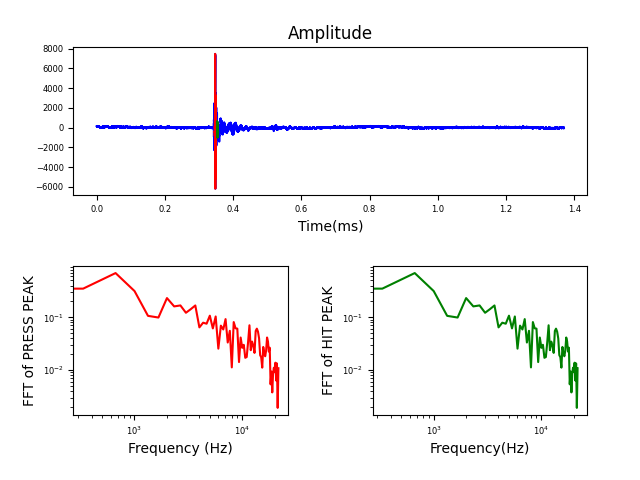 Amplitude
8000
6000
4000
2000
0
−2000
−4000
−6000
0.0 0.2 0.4 0.6 0.8 1.0 1.2 1.4
Time(ms)
FFT of PRESS PEAK
10⁻¹
10⁻²
10³ 10⁴
Frequency (Hz)
FFT of HIT PEAK
10⁻¹
10⁻²
10³ 10⁴
Frequency(Hz)